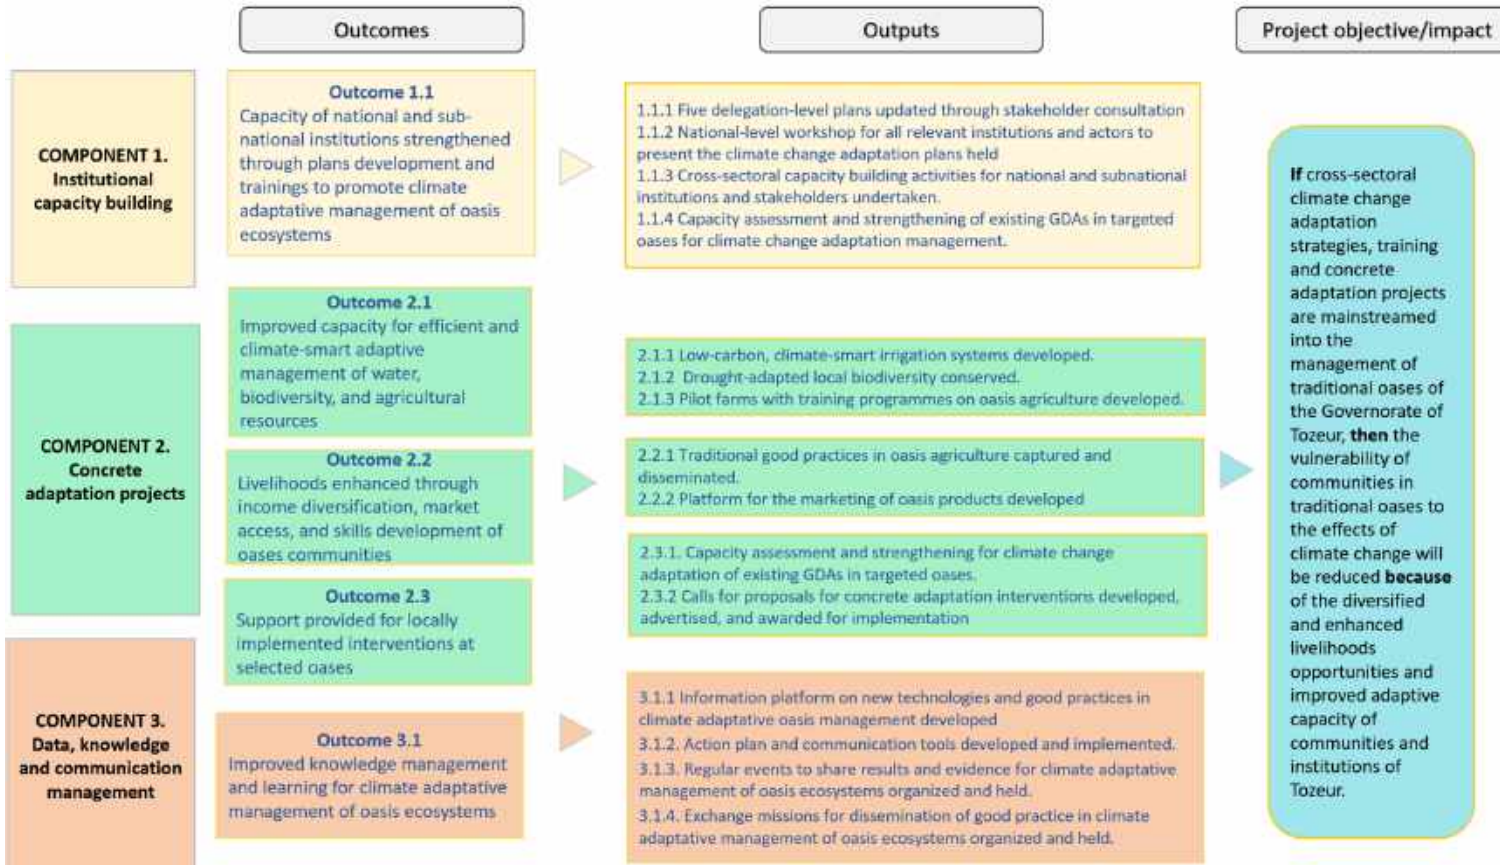 Outcomes
Outputs
Project objective/impact
COMPONENT 1.
Institutional
capacity building
Outcome 1.1
Capacity of national and sub-
national institutions strengthened
through plans development and
trainings to promote climate
adaptative management of oasis
ecosystems
1.1.1 Five delegation-level plans updated through stakeholder consultation
1.1.2 National-level workshop for all relevant institutions and actors to
present the climate change adaptation plans held
1.1.3 Cross-sectoral capacity building activities for national and subnational
institutions and stakeholders undertaken.
1.1.4 Capacity assessment and strengthening of existing GDAs in targeted
oases for climate change adaptation management.
COMPONENT 2.
Concrete
adaptation projects
Outcome 2.1
Improved capacity for efficient and
climate-smart adaptive
management of water,
biodiversity, and agricultural
resources
Outcome 2.2
Livelihoods enhanced through
income diversification, market
access, and skills development of
oases communities
Outcome 2.3
Support provided for locally
implemented interventions at
selected oases
2.1.1 Low-carbon, climate-smart irrigation systems developed.
2.1.2 Drought-adapted local biodiversity conserved.
2.1.3 Pilot farms with training programmes on oasis agriculture developed.
2.2.1 Traditional good practices in oasis agriculture captured and
disseminated.
2.2.2 Platform for the marketing of oasis products developed
2.3.1. Capacity assessment and strengthening for climate change
adaptation of existing GDAs in targeted oases.
2.3.2 Calls for proposals for concrete adaptation interventions developed,
advertised, and awarded for implementation
COMPONENT 3.
Data, knowledge
and communication
management
Outcome 3.1
Improved knowledge management
and learning for climate adaptative
management of oasis ecosystems
3.1.1 Information platform on new technologies and good practices in
climate adaptative oasis management developed
3.1.2. Action plan and communication tools developed and implemented.
3.1.3. Regular events to share results and evidence for climate adaptative
management of oasis ecosystems organized and held.
3.1.4. Exchange missions for dissemination of good practice in climate
adaptative management of oasis ecosystems organized and held.
If cross-sectoral
climate change
adaptation
strategies, training
and concrete
adaptation projects
are mainstreamed
into the
management of
traditional oases of
the Governorate of
Tozeur, then the
vulnerability of
communities in
traditional oases to
the effects of
climate change will
be reduced because
of the diversified
and enhanced
livelihoods
opportunities and
improved adaptive
capacity of
communities and
institutions of
Tozeur.